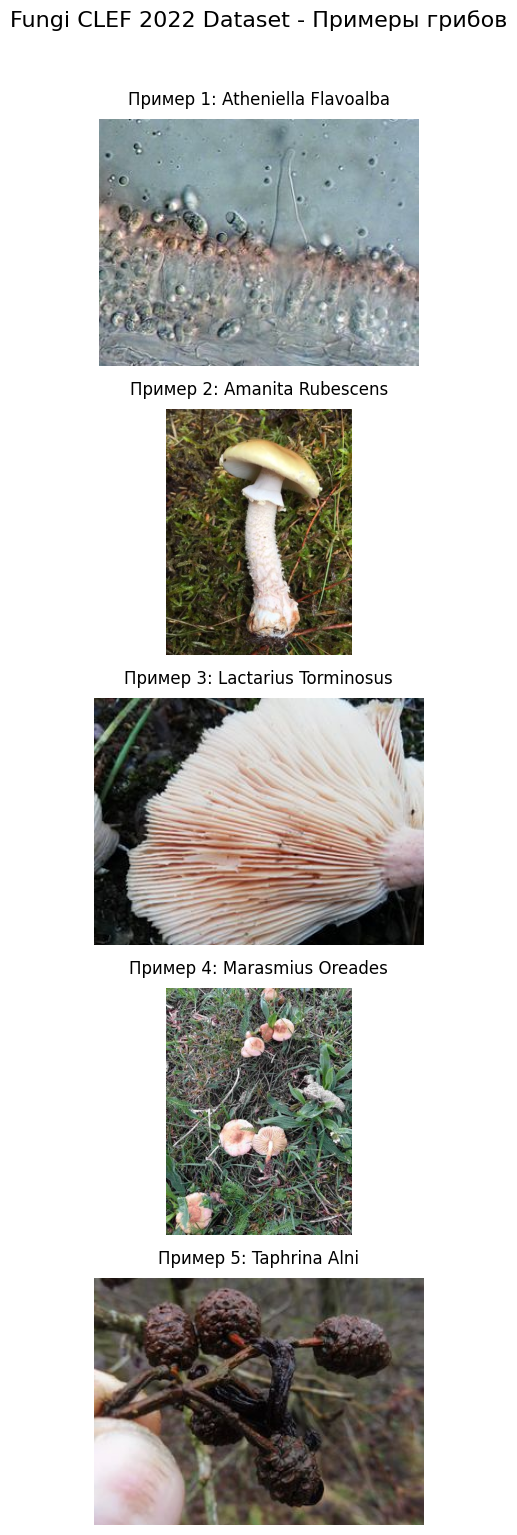 Fungi CLEF 2022 Dataset - Примеры грибов
Пример 1: Atheniella Flavoalba
Пример 2: Amanita Rubescens
Пример 3: Lactarius Torminosus
Пример 4: Marasmius Oreades
Пример 5: Taphrina Alni